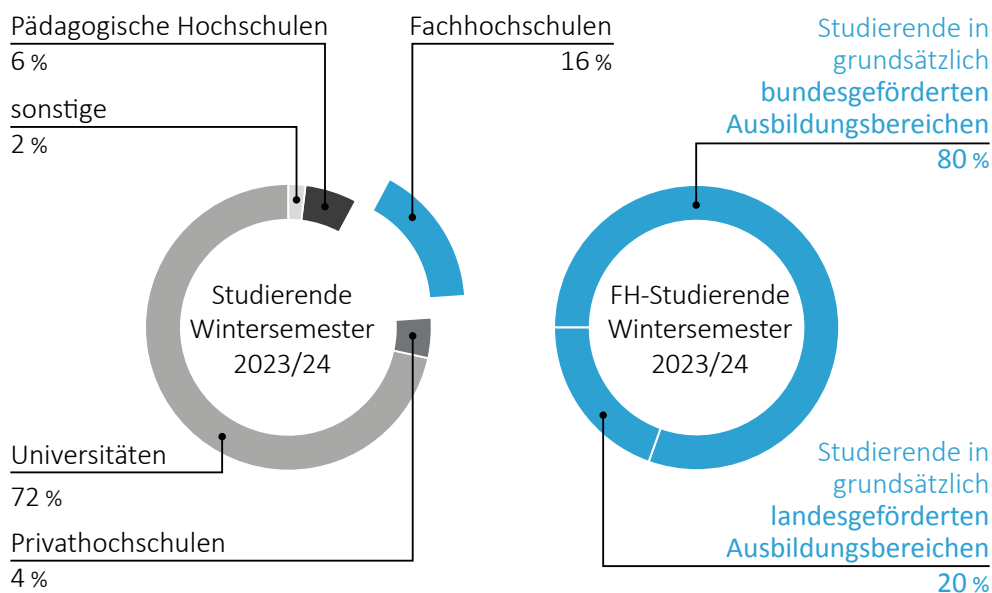 Pädagogische Hochschulen
6 %
sonstige
2 %
Fachhochschulen
16 %
Studierende
Wintersemester
2023/24
Universitäten
72 %
Privathochschulen
4 %
Studierende in
grundsätzlich
bundesgeförderten
Ausbildungsbereichen
80 %
FH-Studierende
Wintersemester
2023/24
Studierende in
grundsätzlich
landesgeförderten
Ausbildungsbereichen
20 %